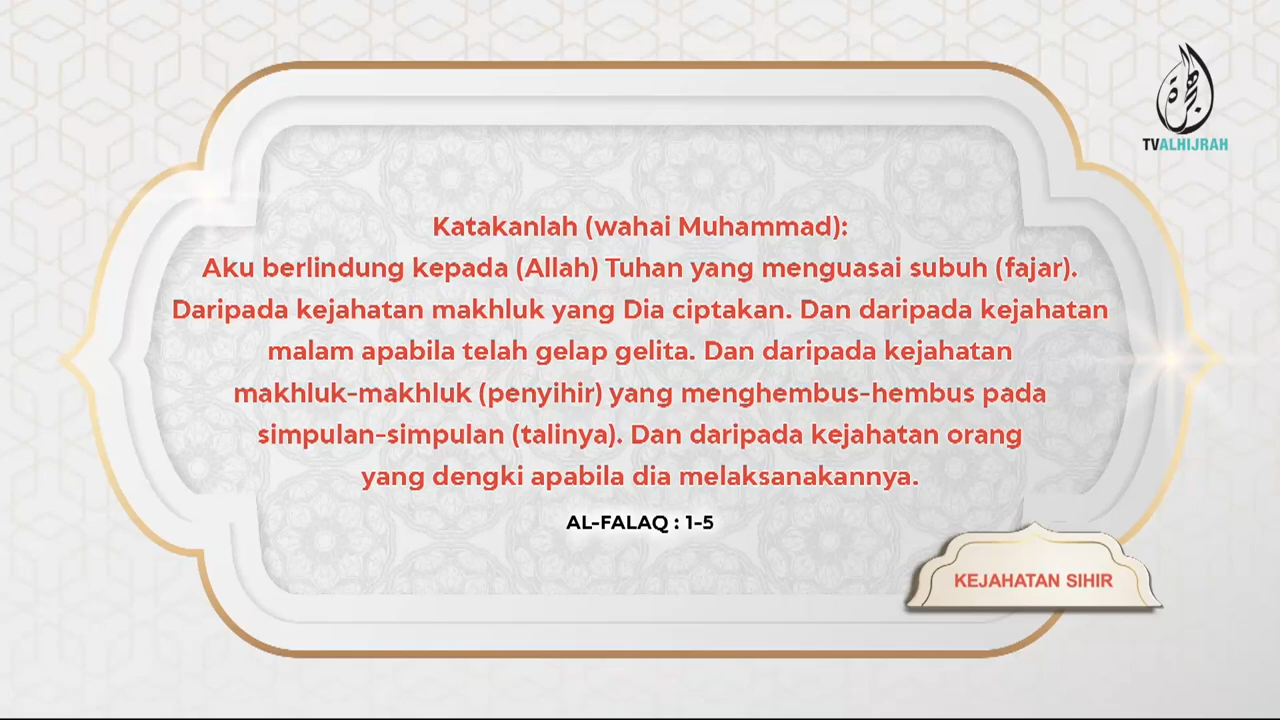 هجرة
TVALHIJRAH
Katakanlah (wahai Muhammad):
Aku berlindung kepada (Allah) Tuhan yang menguasai subuh (fajar).
Daripada kejahatan makhluk yang Dia ciptakan. Dan daripada kejahatan
malam apabila telah gelap gelita. Dan daripada kejahatan
makhluk-makhluk (penyihir) yang menghembus-hembus pada
simpulan-simpulan (talinya). Dan daripada kejahatan orang
yang dengki apabila dia melaksanakannya.
AL-FALAQ : 1-5
KEJAHATAN SIHIR